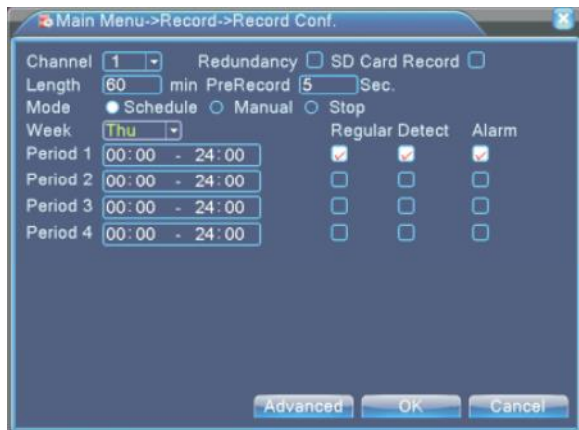 Main Menu->Record->Record Conf.
Channel 1 Redundancy SD Card Record
Length 60 min PreRecord 5 Sec.
Mode Schedule Manual Stop
Week Thu Regular Detect Alarm
Period 1 00:00 - 24:00
Period 2 00:00 - 24:00
Period 3 00:00 - 24:00
Period 4 00:00 - 24:00
Advanced OK Cancel